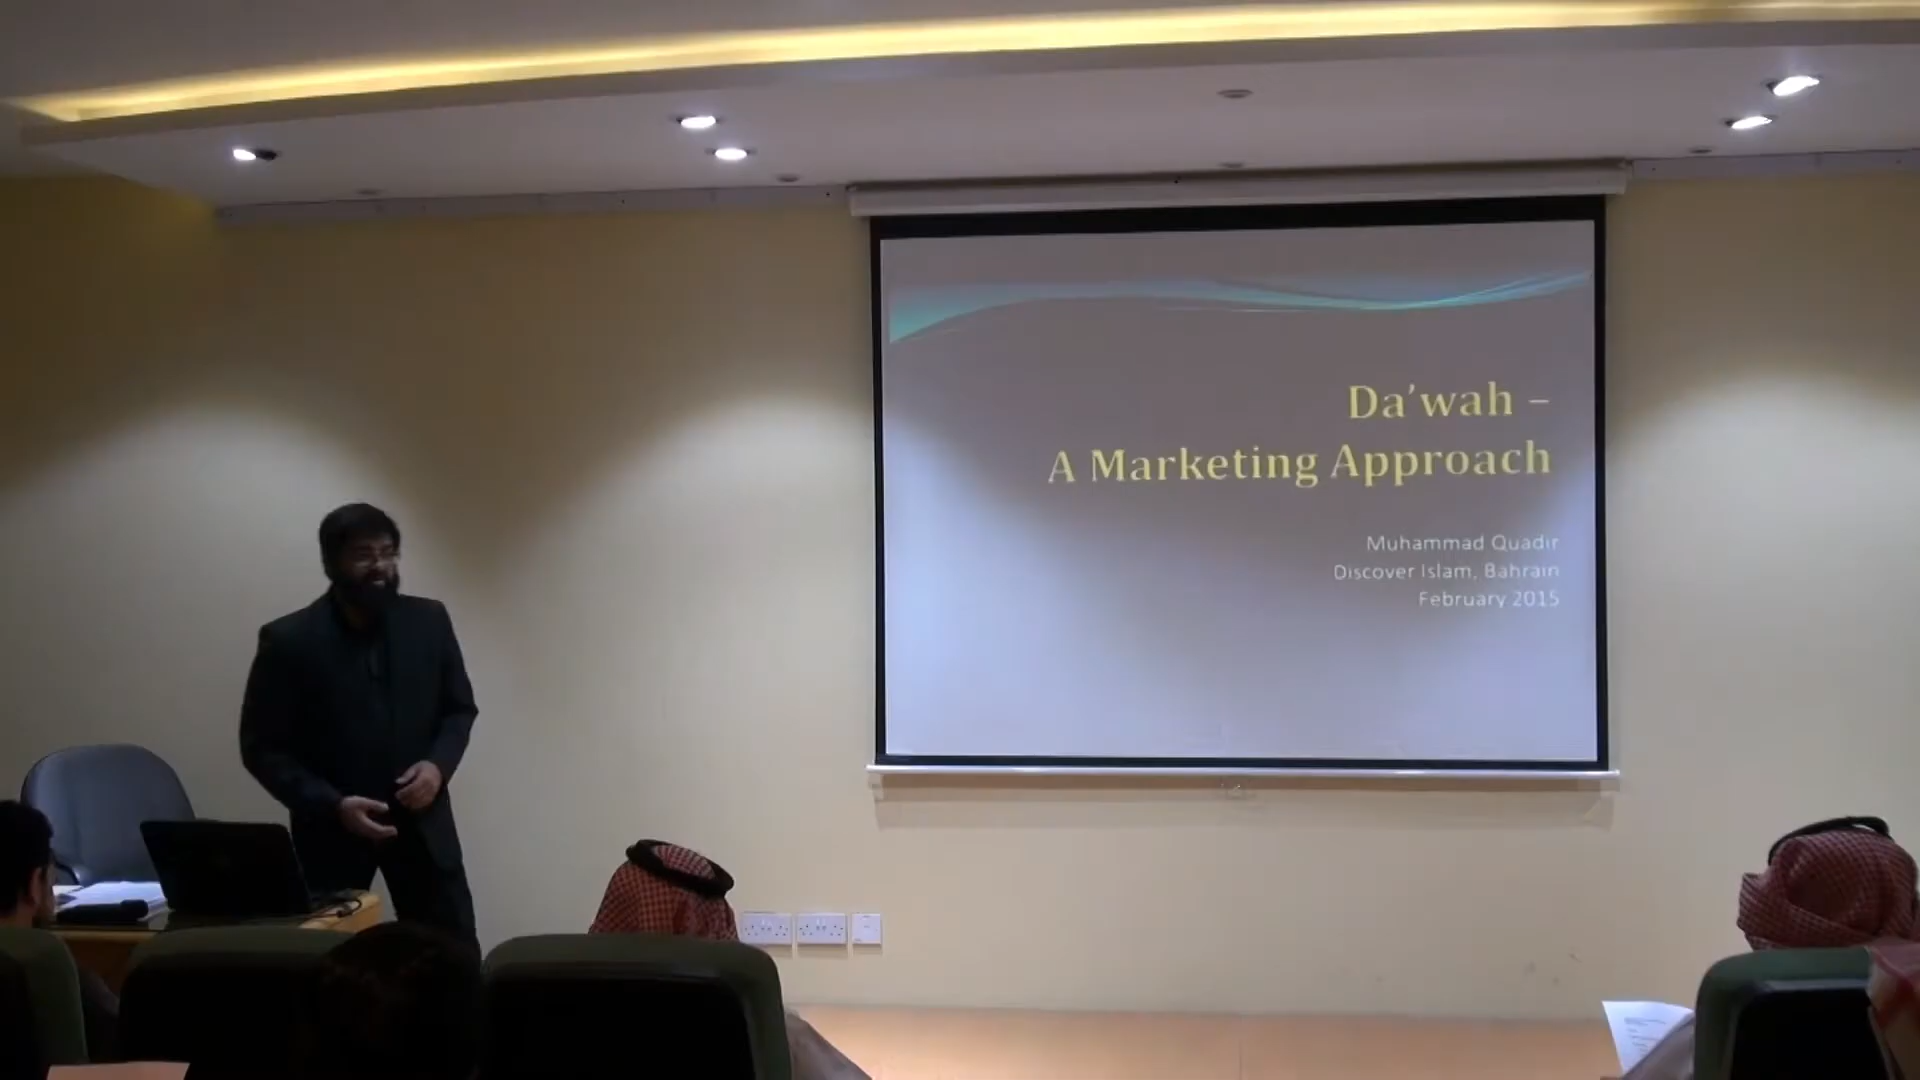 Da'wah –
A Marketing Approach
Muhammad Quadir
Discover Islam, Bahrain
February 2015